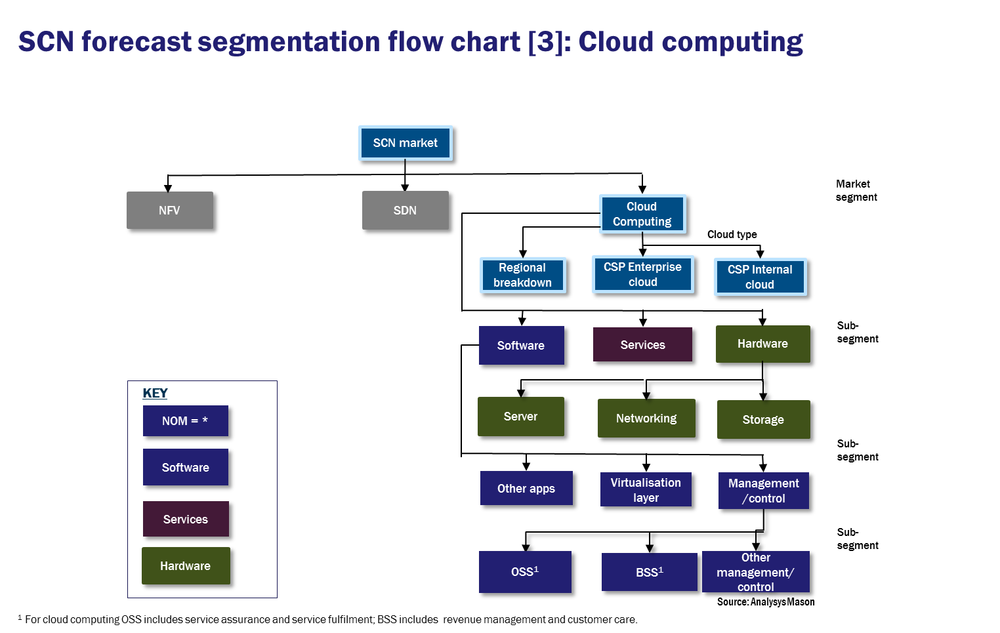 SCN forecast segmentation flow chart [3]: Cloud computing
SCN market
Market
segment
NFV
SDN
Cloud
Computing
Cloud type
Regional
breakdown
CSP Enterprise
cloud
CSP Internal
cloud
Sub-
segment
Software
Services
Hardware
Server
Networking
Storage
Sub-
segment
Other apps
Virtualisation
layer
Management
/control
Sub-
segment
OSS¹
BSS¹
Other
management/
control
KEY
NOM = *
Software
Services
Hardware
Source: Analysys Mason
¹ For cloud computing OSS includes service assurance and service fulfilment; BSS includes  revenue management and customer care.